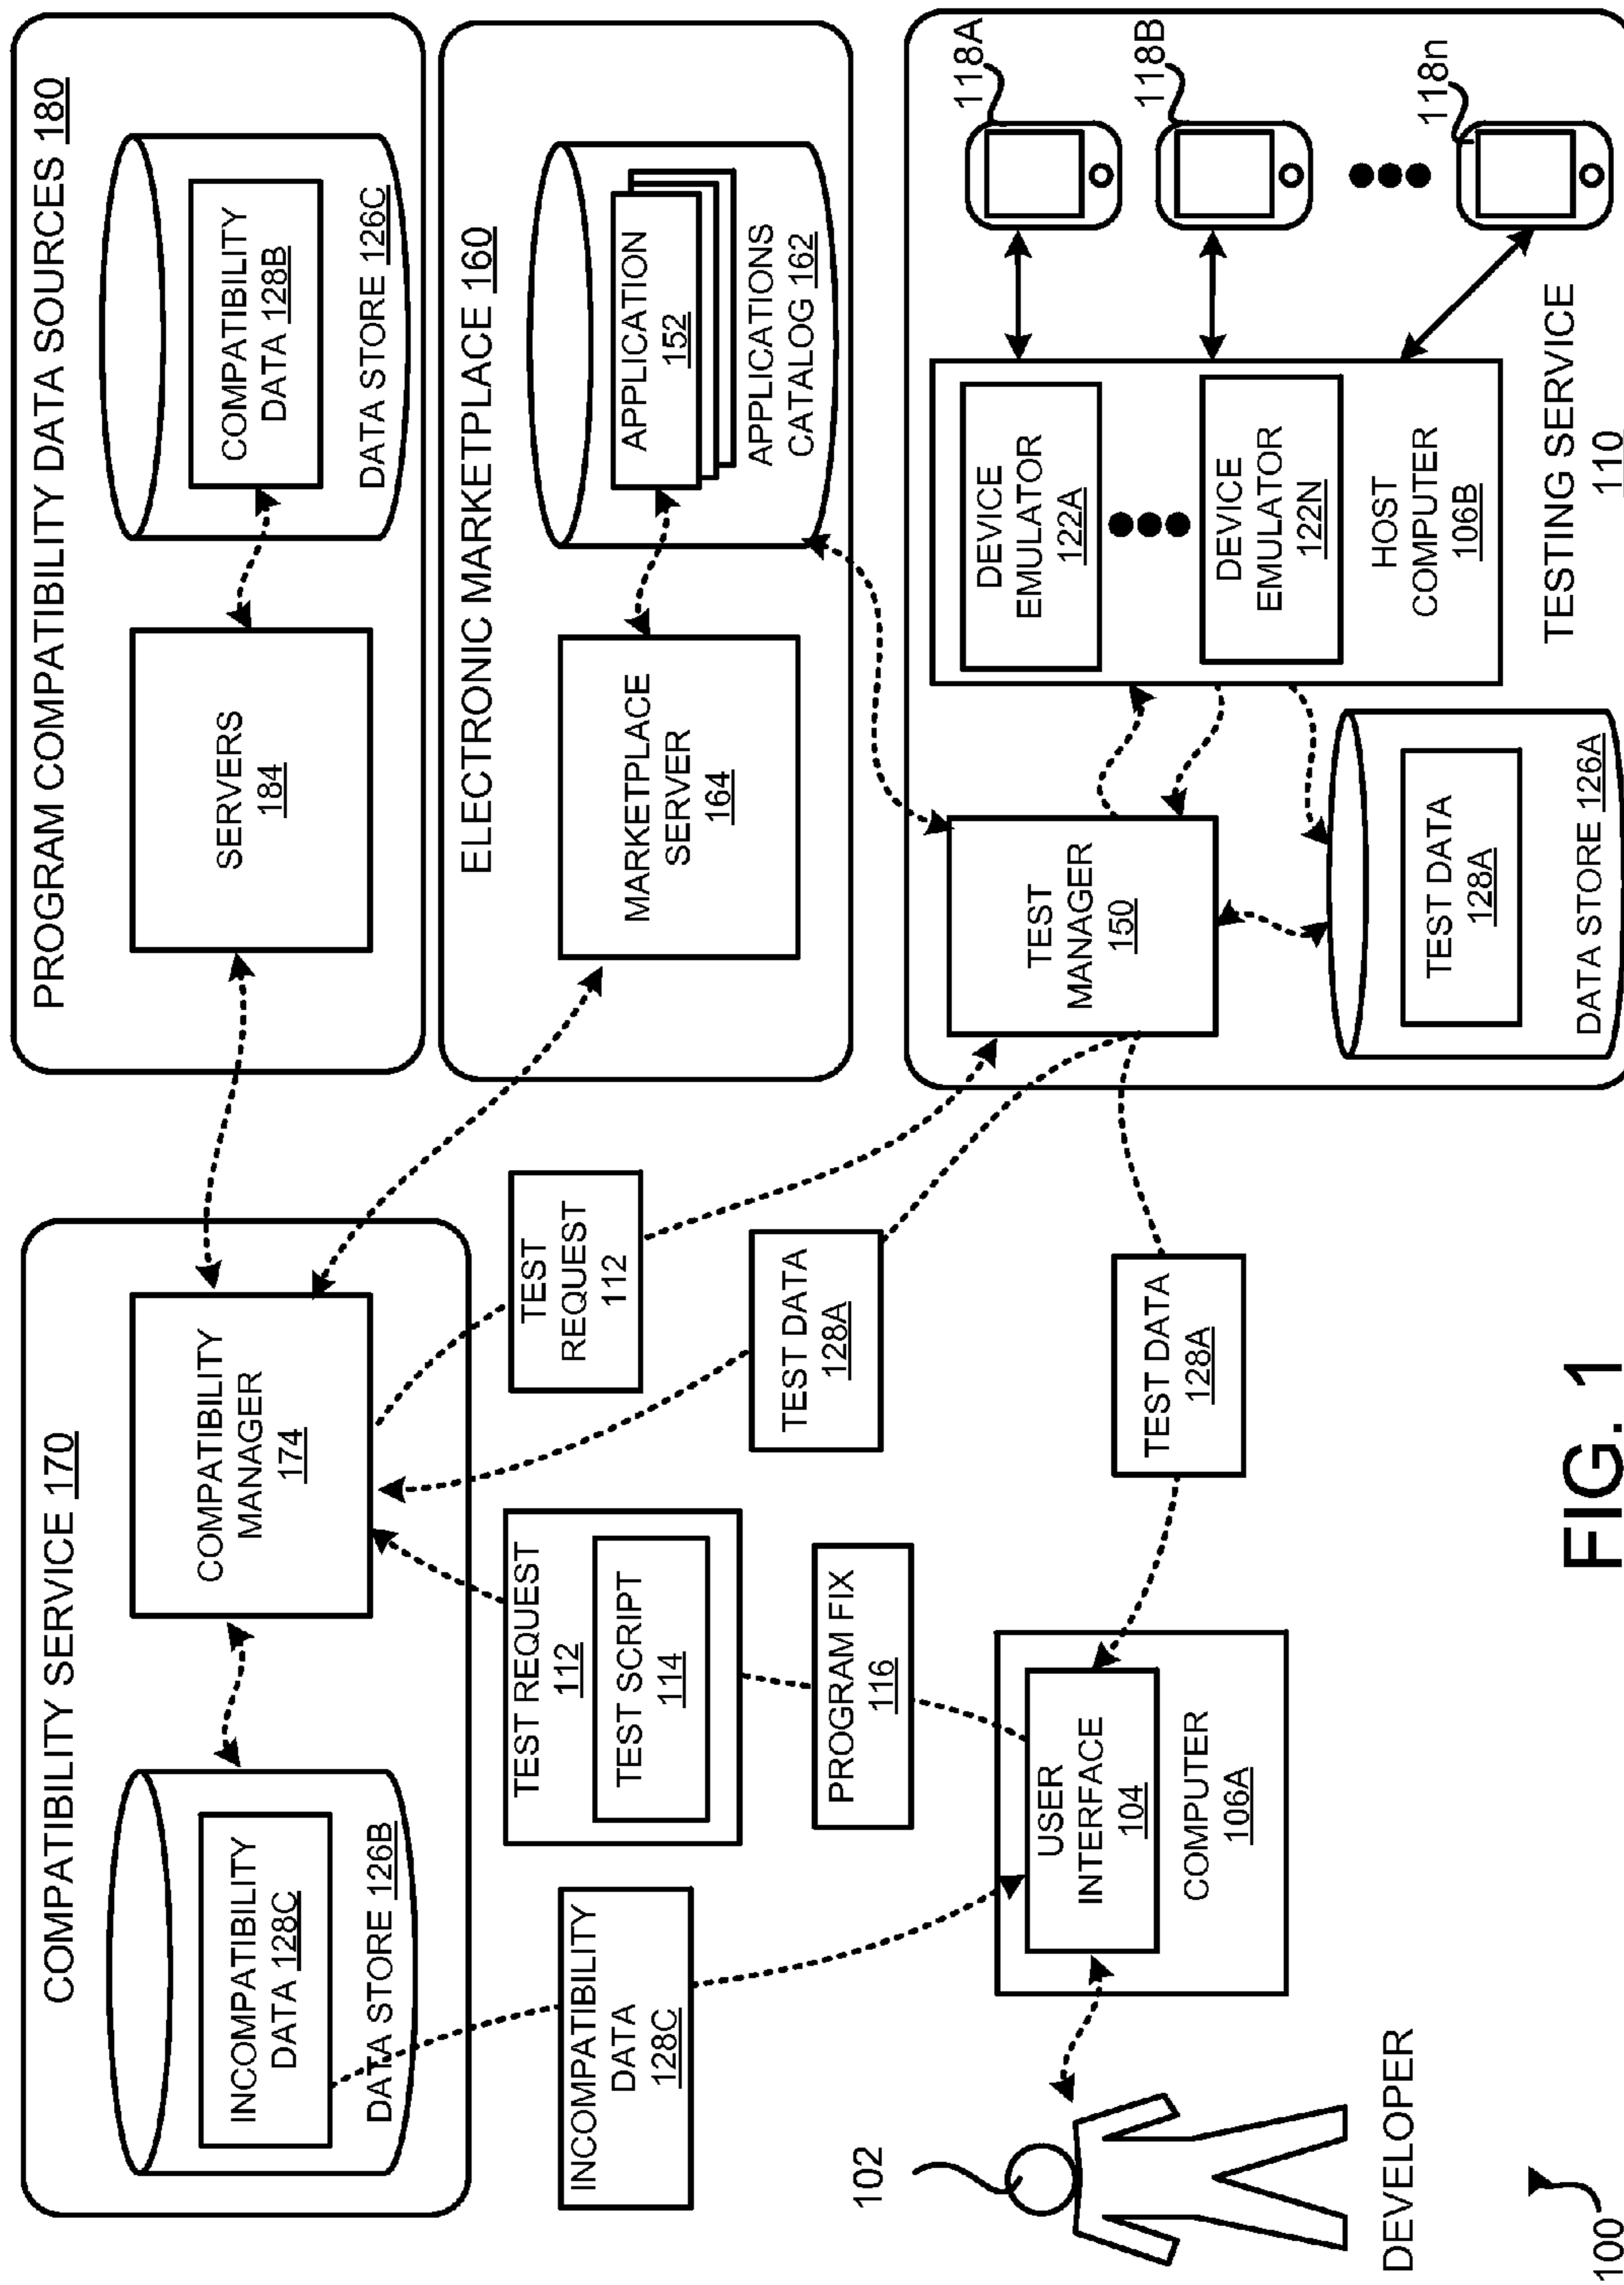 COMPATIBILITY SERVICE 170
INCOMPATIBILITY
DATA 128C
DATA STORE 126B
COMPATIBILITY
MANAGER
174
PROGRAM COMPATIBILITY DATA SOURCES 180
SERVERS
184
COMPATIBILITY
DATA 128B
DATA STORE 126C
ELECTRONIC MARKETPLACE 160
MARKETPLACE
SERVER
164
APPLICATION
152
APPLICATIONS
CATALOG 162
INCOMPATIBILITY
DATA
128C
TEST REQUEST
112
TEST SCRIPT
114
PROGRAM FIX
116
TEST
REQUEST
112
TEST DATA
128A
TEST DATA
128A
102
DEVELOPER
USER
INTERFACE
104
COMPUTER
106A
TEST
MANAGER
150
TEST DATA
128A
DATA STORE 126A
DEVICE
EMULATOR
122A
DEVICE
EMULATOR
122N
HOST
COMPUTER
106B
118A
118B
118n
TESTING SERVICE
110
100
FIG. 1